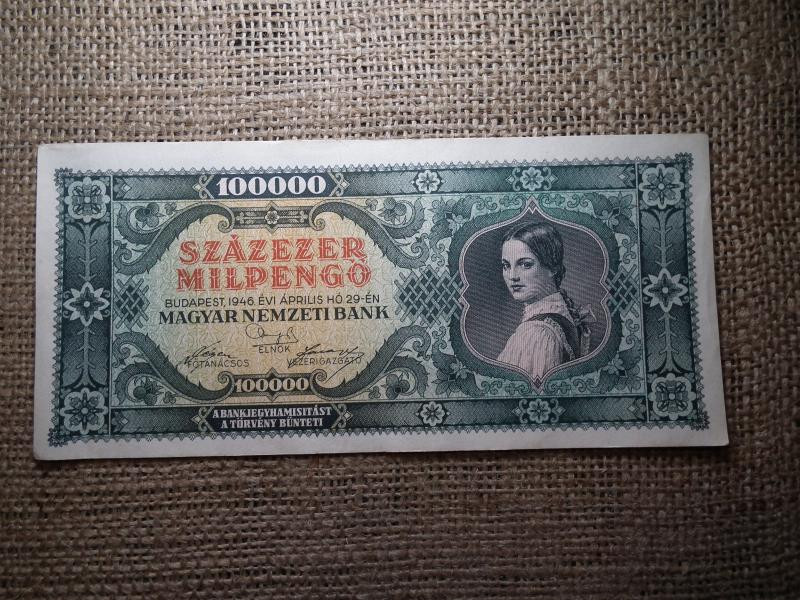 100000
SZÁZEZER
MILPENGŐ
BUDAPEST, 1946. ÉVI ÁPRILIS HÓ 29-ÉN
MAGYAR NEMZETI BANK
ELNÖK
FŐTANÁCSOS VEZÉRIGAZGATÓ
100000
A BANKJEGYHAMISITÁST
A TÖRVÉNY BÜNTETI